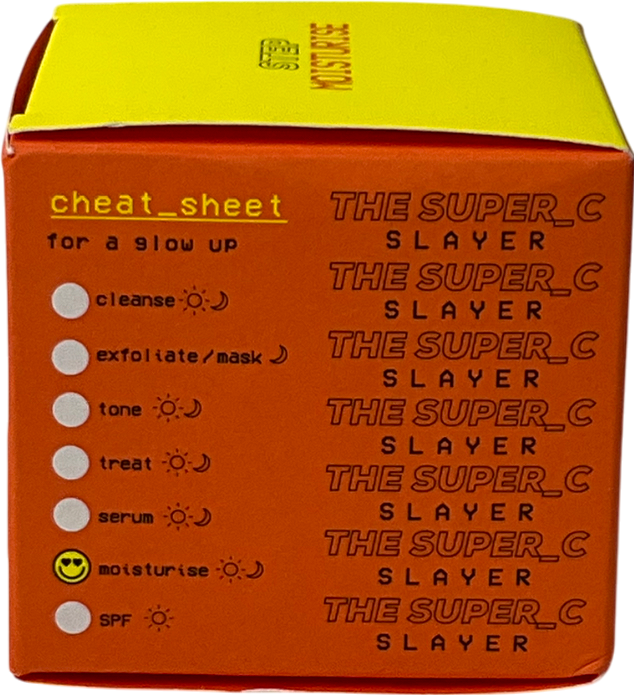 STEP
MOISTURISE
cheat_sheet
for a glow up
cleanse
exfoliate/mask
tone
treat
serum
moisturise
SPF
THE SUPER_C
SLAYER
THE SUPER_C
SLAYER
THE SUPER_C
SLAYER
THE SUPER_C
SLAYER
THE SUPER_C
SLAYER
THE SUPER_C
SLAYER
THE SUPER_C
SLAYER